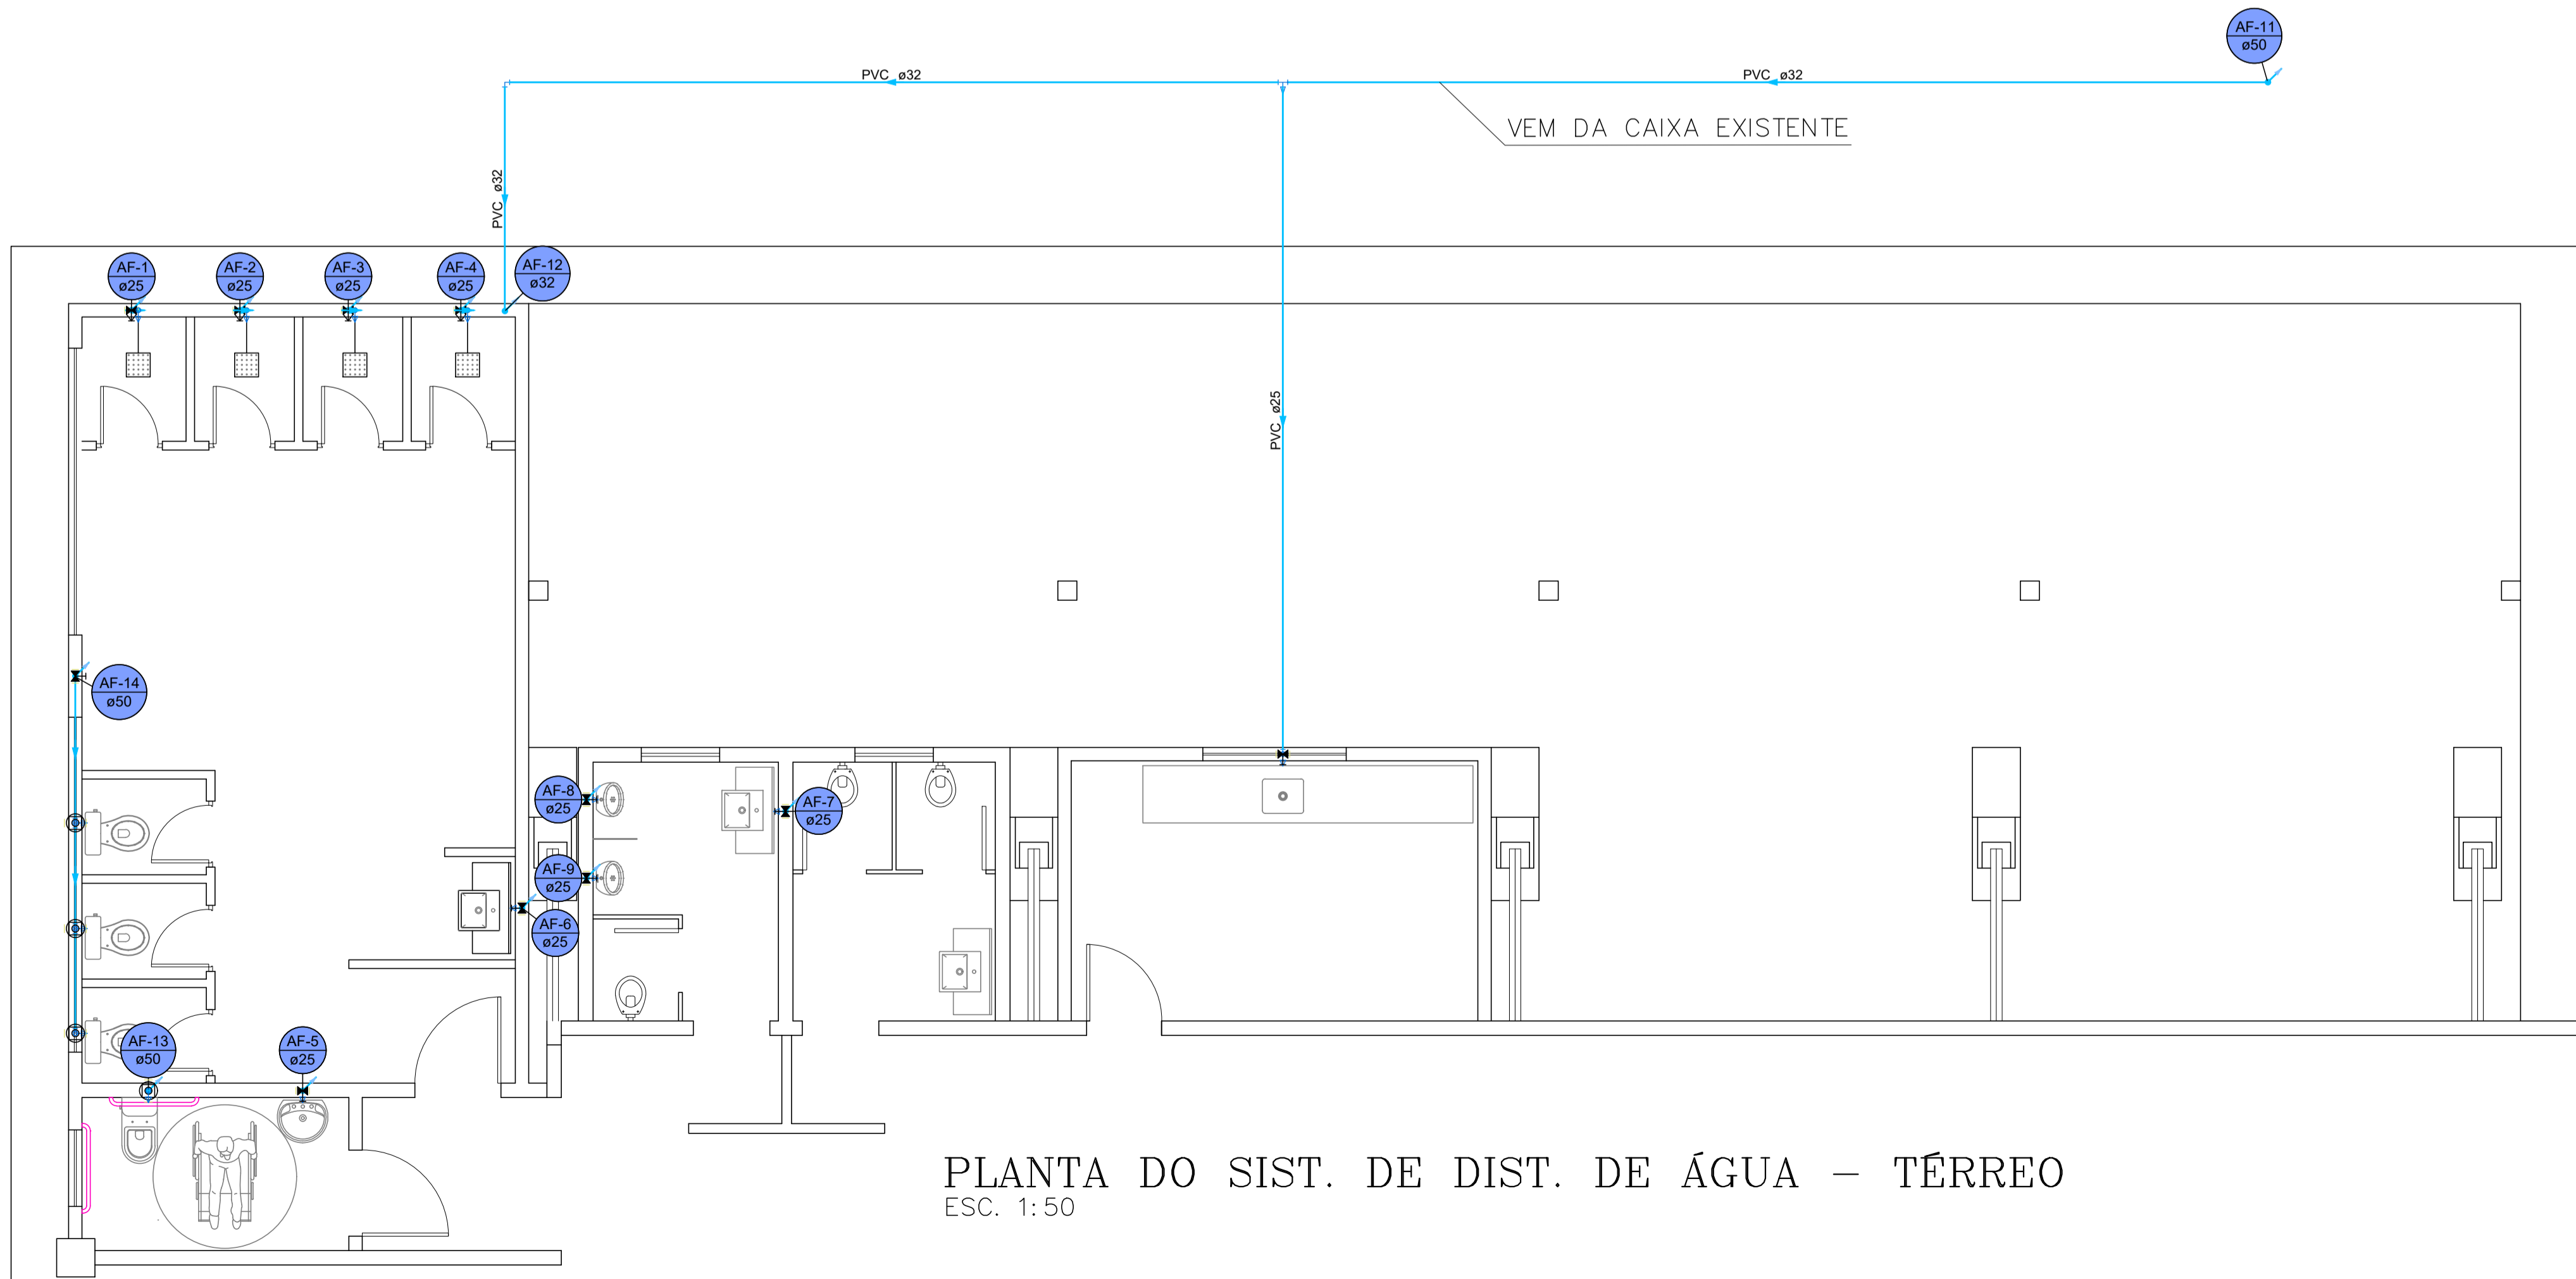 AF-11
ø50
PVC ø32
PVC ø32
VEM DA CAIXA EXISTENTE
PVC ø32
AF-1
ø25
AF-2
ø25
AF-3
ø25
AF-4
ø25
AF-12
ø32
PVC ø25
AF-14
ø50
AF-8
ø25
AF-7
ø25
AF-9
ø25
AF-6
ø25
AF-13
ø50
AF-5
ø25
PLANTA DO SIST. DE DIST. DE ÁGUA – TÉRREO
ESC. 1:50